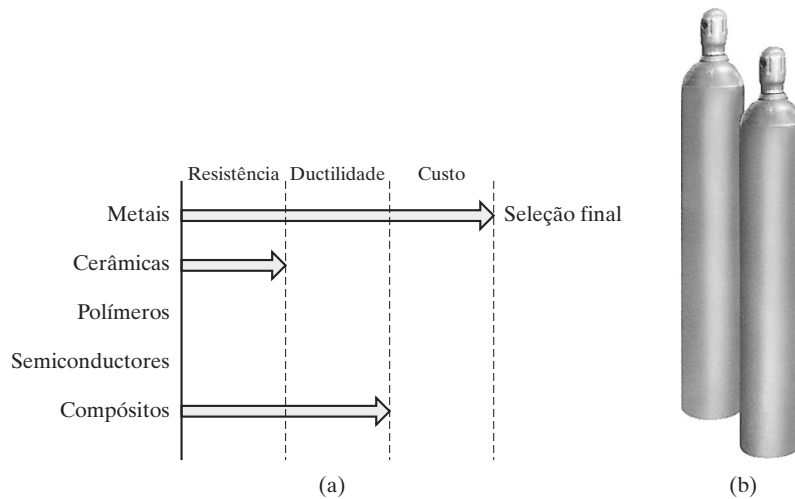 Resistência Ductilidade Custo
Metais Seleção final
Cerâmicas
Polímeros
Semiconductores
Compósitos
(a) (b)